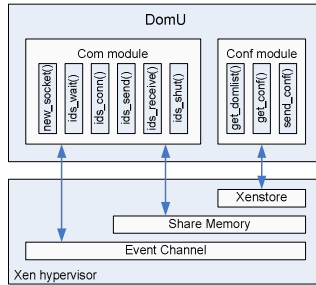 DomU
Com module
Conf module
new_socket()
ids_wait()
ids_conn()
ids_send()
ids_receive()
ids_shut()
get_domlist()
get_conf()
send_conf()
Xenstore
Share Memory
Event Channel
Xen hypervisor